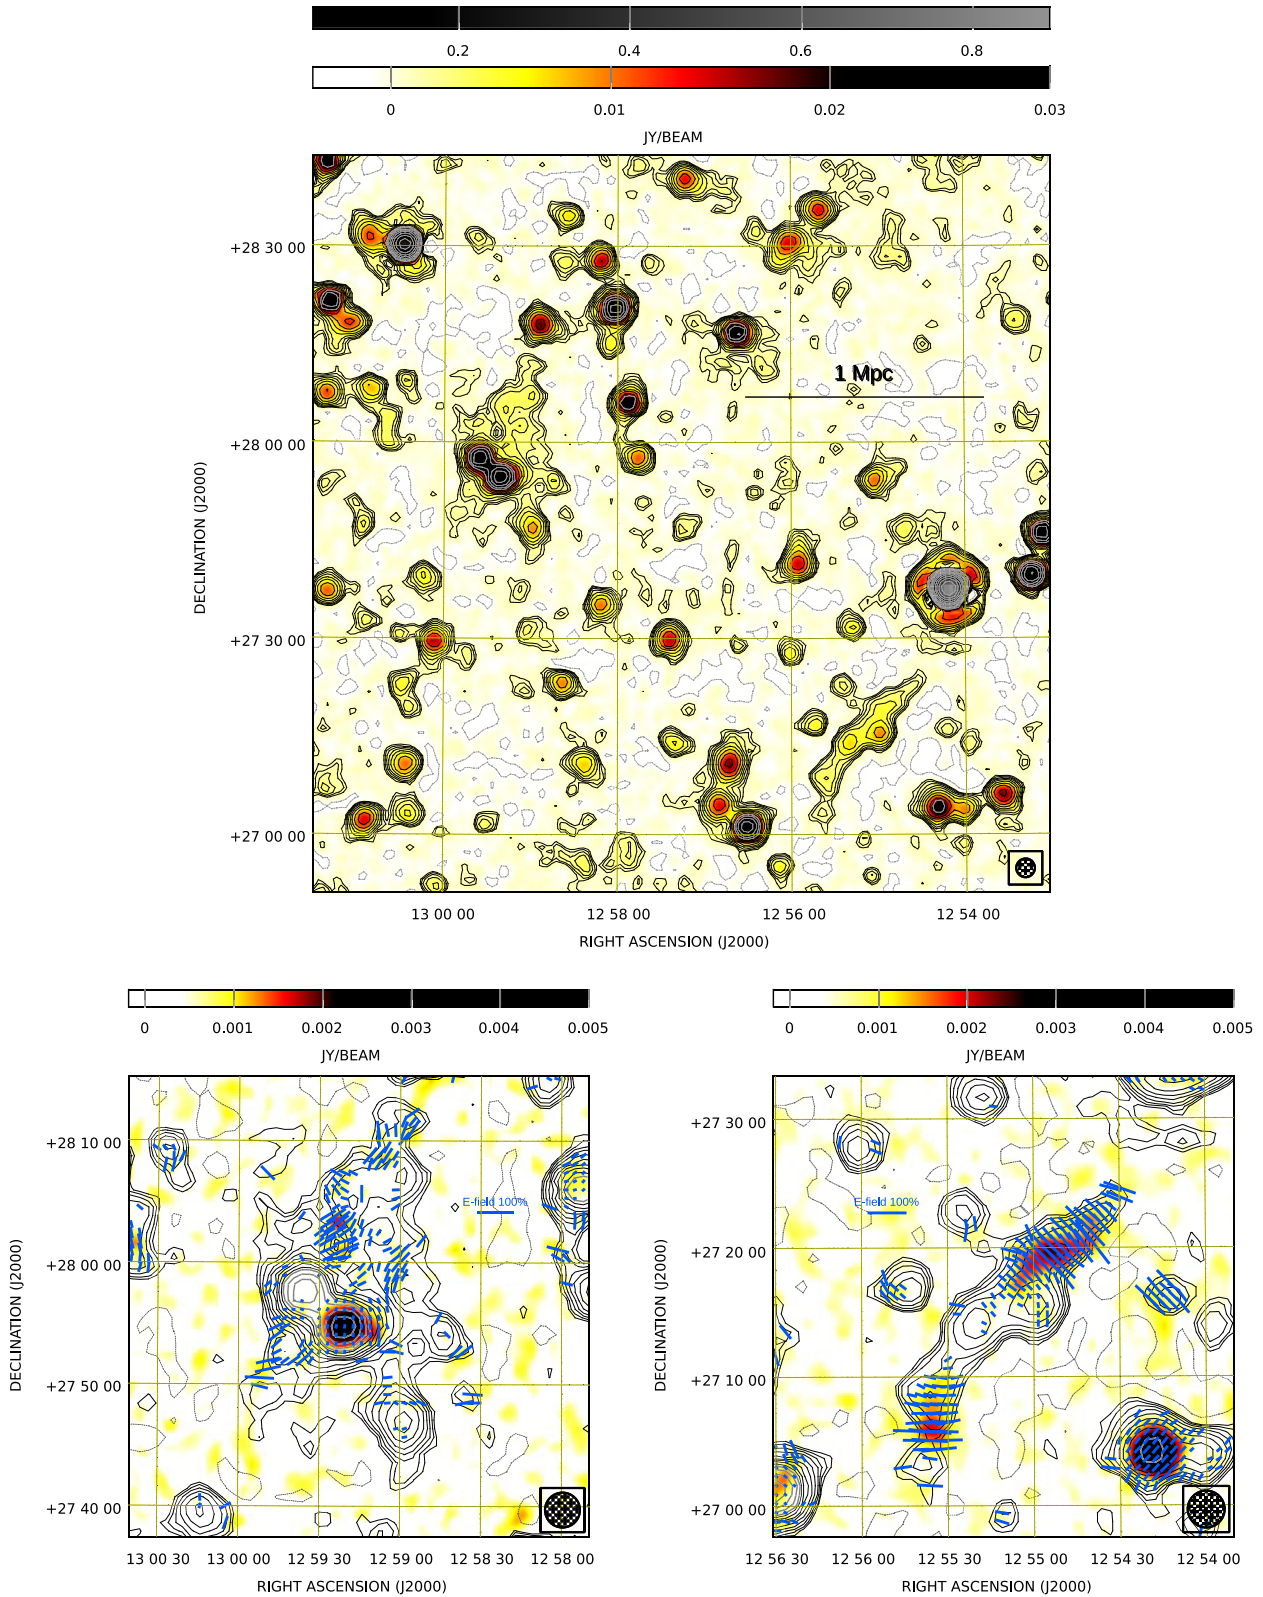 0.2 0.4 0.6 0.8
0 0.01 0.02 0.03
JY/BEAM
+28 30 00
1 Mpc
+28 00 00
DECLINATION (J2000)
+27 30 00
+27 00 00
13 00 00 12 58 00 12 56 00 12 54 00
RIGHT ASCENSION (J2000)
0 0.001 0.002 0.003 0.004 0.005
JY/BEAM
+28 10 00
E-field 100%
+28 00 00
DECLINATION (J2000)
+27 50 00
+27 40 00
13 00 30 13 00 00 12 59 30 12 59 00 12 58 30 12 58 00
RIGHT ASCENSION (J2000)
0 0.001 0.002 0.003 0.004 0.005
JY/BEAM
+27 30 00
E-field 100%
+27 20 00
DECLINATION (J2000)
+27 10 00
+27 00 00
12 56 30 12 56 00 12 55 30 12 55 00 12 54 30 12 54 00
RIGHT ASCENSION (J2000)